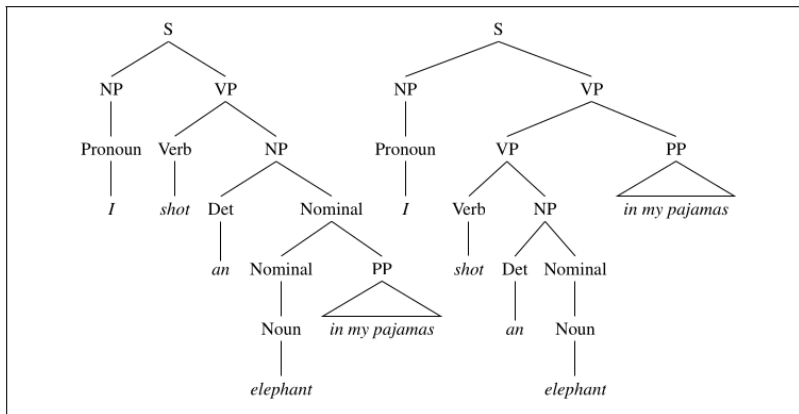 S S
NP VP NP VP
Pronoun Verb NP Pronoun VP PP
I shot Det Nominal I Verb NP in my pajamas
an Nominal PP shot Det Nominal
Noun in my pajamas an Noun
elephant elephant